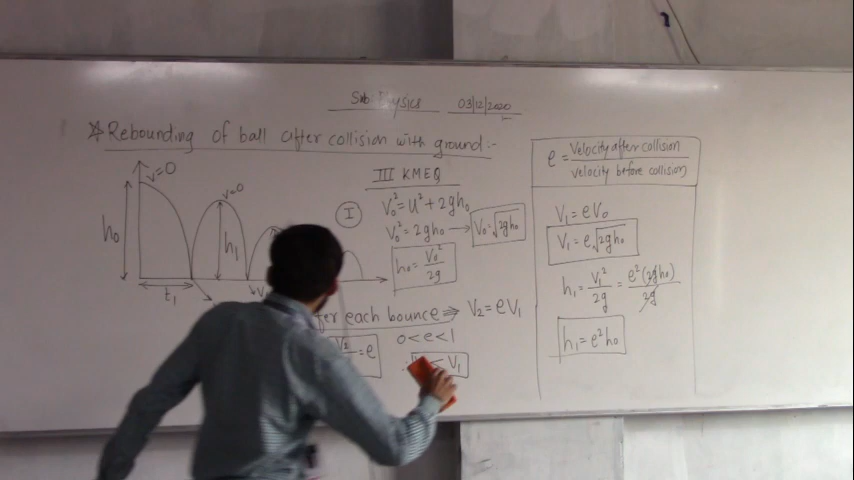 Sub:- Physics 03/12/2020
Rebounding of ball after collision with ground:-
v=0
v=0
h₀
h₁
t₁
III KMEQ
I
V₀² = u² + 2gh₀
V₀² = 2gh₀ → V₀ = √2gh₀
h₀ = V₀²/2g
each bounce ⇒ V₂ = eV₁
V₂/ = e
0 < e < 1
< V₁
e = Velocity after collision / velocity before collision
V₁ = eV₀
V₁ = e√2gh₀
h₁ = V₁²/2g = e²(2gh₀)/2g
h₁ = e²h₀